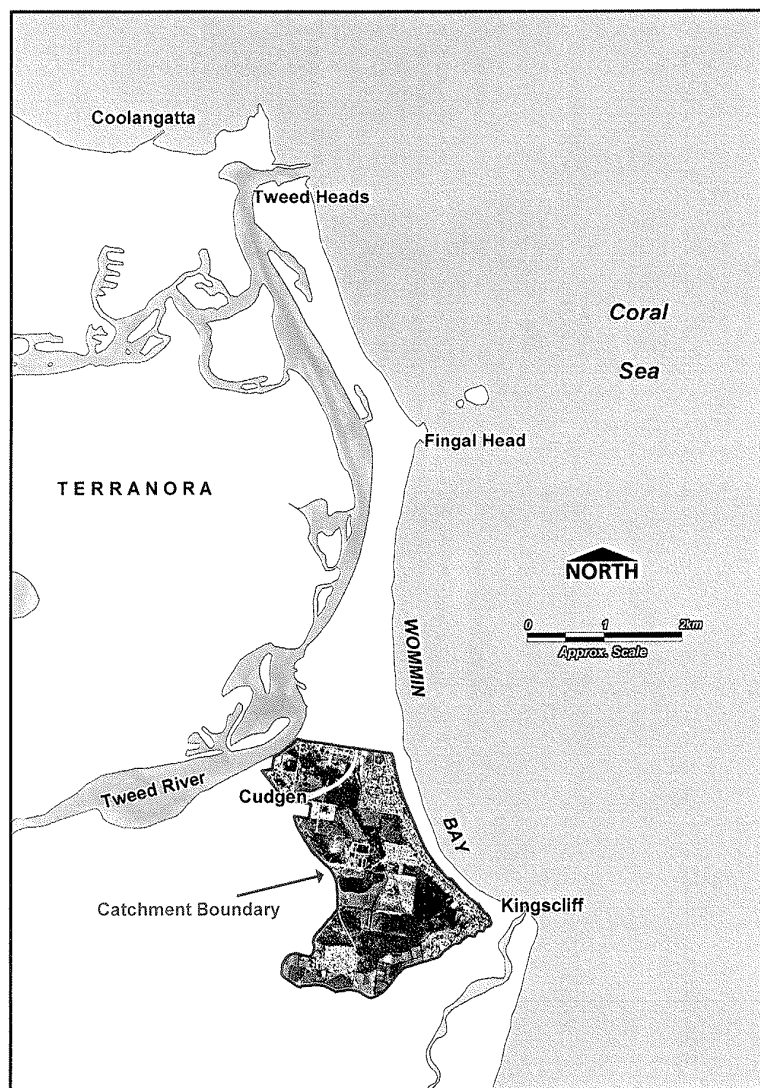 Coolangatta
Tweed Heads
Coral
Sea
Fingal Head
TERRANORA
NORTH
0 1 2km
Approx. Scale
WOMMIN
Tweed River
Cudgen
BAY
Kingscliff
Catchment Boundary